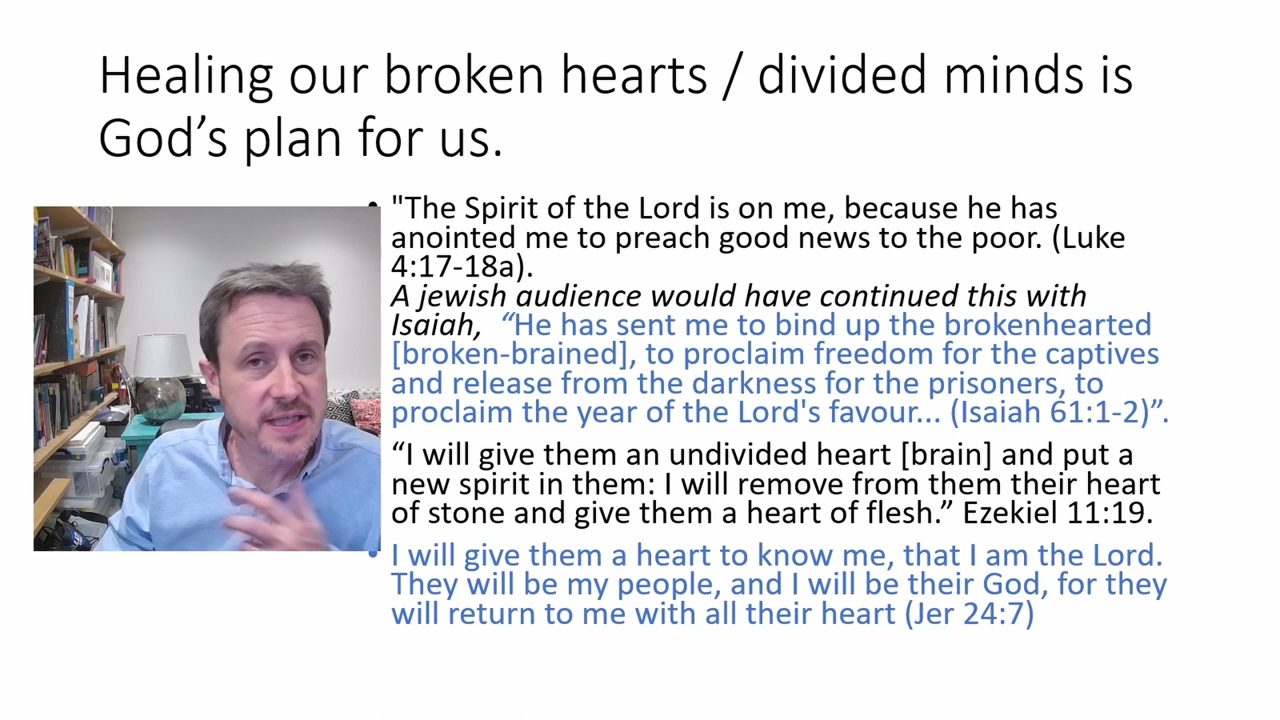 Healing our broken hearts / divided minds is
God’s plan for us.
• "The Spirit of the Lord is on me, because he has
anointed me to preach good news to the poor. (Luke
4:17-18a).
A jewish audience would have continued this with
Isaiah, “He has sent me to bind up the brokenhearted
[broken-brained], to proclaim freedom for the captives
and release from the darkness for the prisoners, to
proclaim the year of the Lord's favour... (Isaiah 61:1-2)”.
“I will give them an undivided heart [brain] and put a
new spirit in them: I will remove from them their heart
of stone and give them a heart of flesh.” Ezekiel 11:19.
• I will give them a heart to know me, that I am the Lord.
They will be my people, and I will be their God, for they
will return to me with all their heart (Jer 24:7)